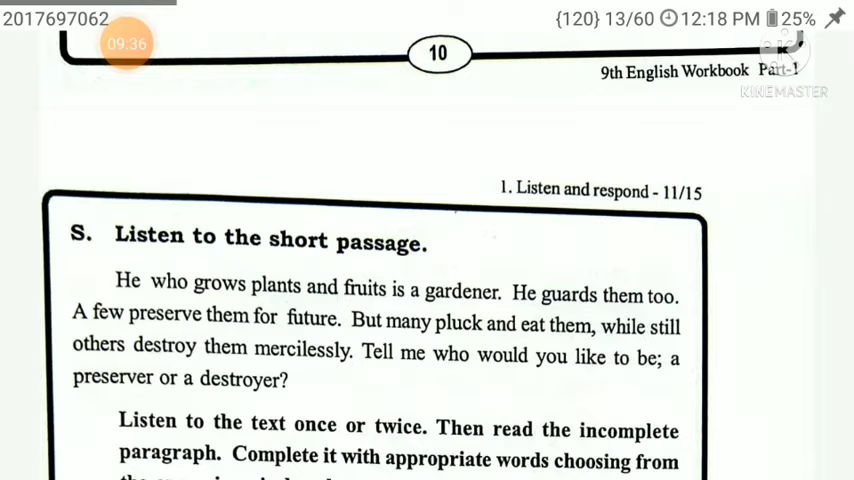 2017697062
{120} 13/60 12:18 PM 25%
09:36
10
9th English Workbook Part-1
KINEMASTER
1. Listen and respond - 11/15
S. Listen to the short passage.
He who grows plants and fruits is a gardener. He guards them too.
A few preserve them for future. But many pluck and eat them, while still
others destroy them mercilessly. Tell me who would you like to be; a
preserver or a destroyer?
Listen to the text once or twice. Then read the incomplete
paragraph. Complete it with appropriate words choosing from